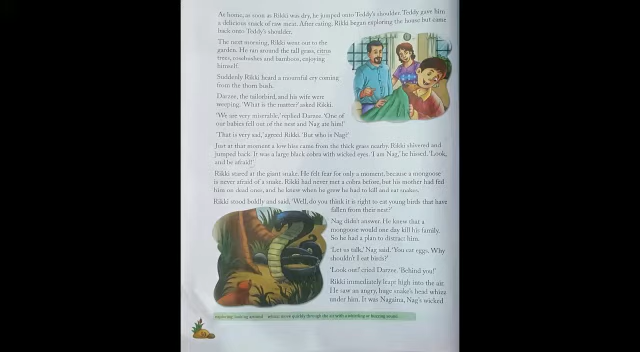 At home, as soon as Rikki was dry, he jumped onto Teddy's shoulder. Teddy gave him
a delicious snack of raw meat. After eating, Rikki began exploring the house but came
back onto Teddy's shoulder.
The next morning, Rikki went out to the
garden. He ran around the tall grass, citrus
trees, rosebushes and bamboos, enjoying
himself.
Suddenly Rikki heard a mournful cry coming
from the thorn bush.
Darzee, the tailorbird, and his wife were
weeping. 'What is the matter?' asked Rikki.
'We are very miserable,' replied Darzee. 'One of
our babies fell out of the nest and Nag ate him!'
'That is very sad,' agreed Rikki. 'But who is Nag?'
Just at that moment a low hiss came from the thick grass nearby. Rikki shivered and
jumped back. It was a large black cobra with wicked eyes. 'I am Nag,' he hissed. 'Look,
and be afraid!'
Rikki stared at the giant snake. He felt fear for only a moment, because a mongoose
is never afraid of a snake. Rikki had never met a cobra before, but his mother had fed
him on dead ones, and he knew when he grew he had to kill and eat snakes.
Rikki stood boldly and said, 'Well, do you think it is right to eat young birds that have
fallen from their nest?'
Nag didn't answer. He knew that a
mongoose would one day kill his family.
So he had a plan to distract him.
'Let us talk,' Nag said. 'You eat eggs. Why
shouldn't I eat birds?'
'Look out!' cried Darzee. 'Behind you!'
Rikki immediately leapt high into the air.
He saw an angry, huge snake's head whizz
under him. It was Nagaina, Nag's wicked
exploring: looking around whizz: move quickly through the air with a whistling or buzzing sound